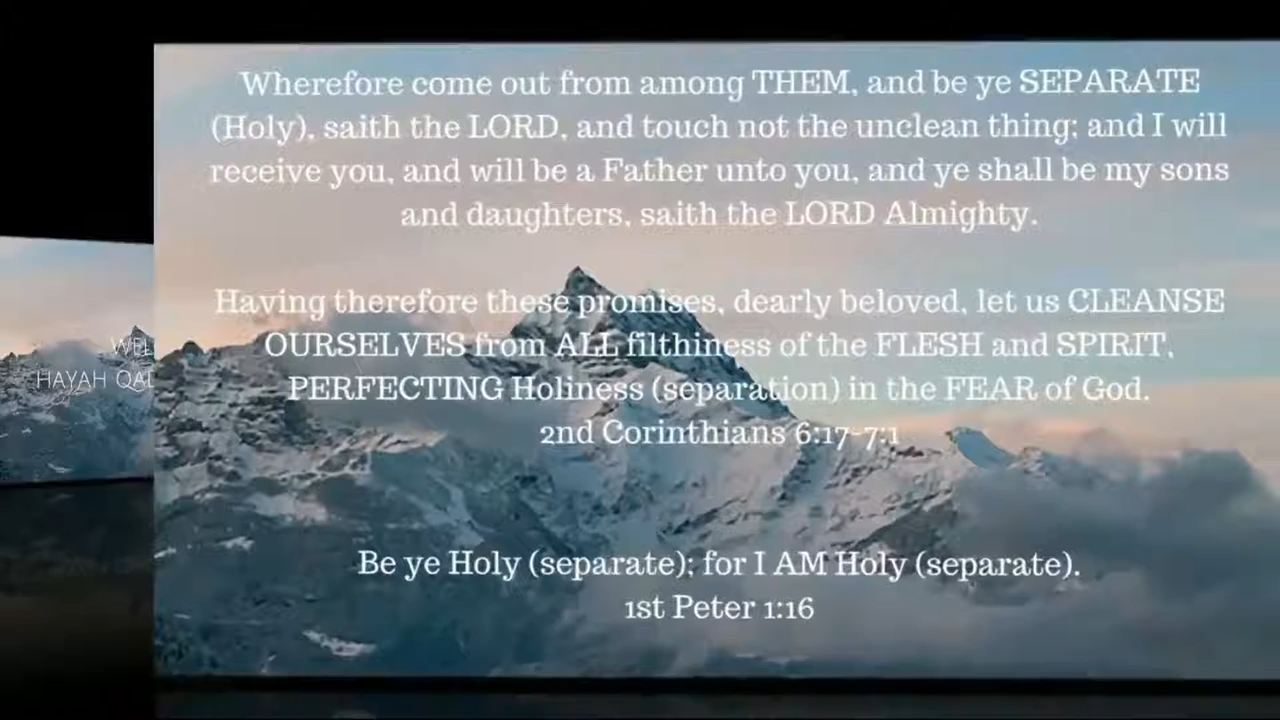 Wherefore come out from among THEM, and be ye SEPARATE
(Holy), saith the LORD, and touch not the unclean thing; and I will
receive you, and will be a Father unto you, and ye shall be my sons
and daughters, saith the LORD Almighty.
Having therefore these promises, dearly beloved, let us CLEANSE
OURSELVES from ALL filthiness of the FLESH and SPIRIT,
PERFECTING Holiness (separation) in the FEAR of God.
2nd Corinthians 6:17-7:1
Be ye Holy (separate); for I AM Holy (separate).
1st Peter 1:16
WEL
HAYAH QAD